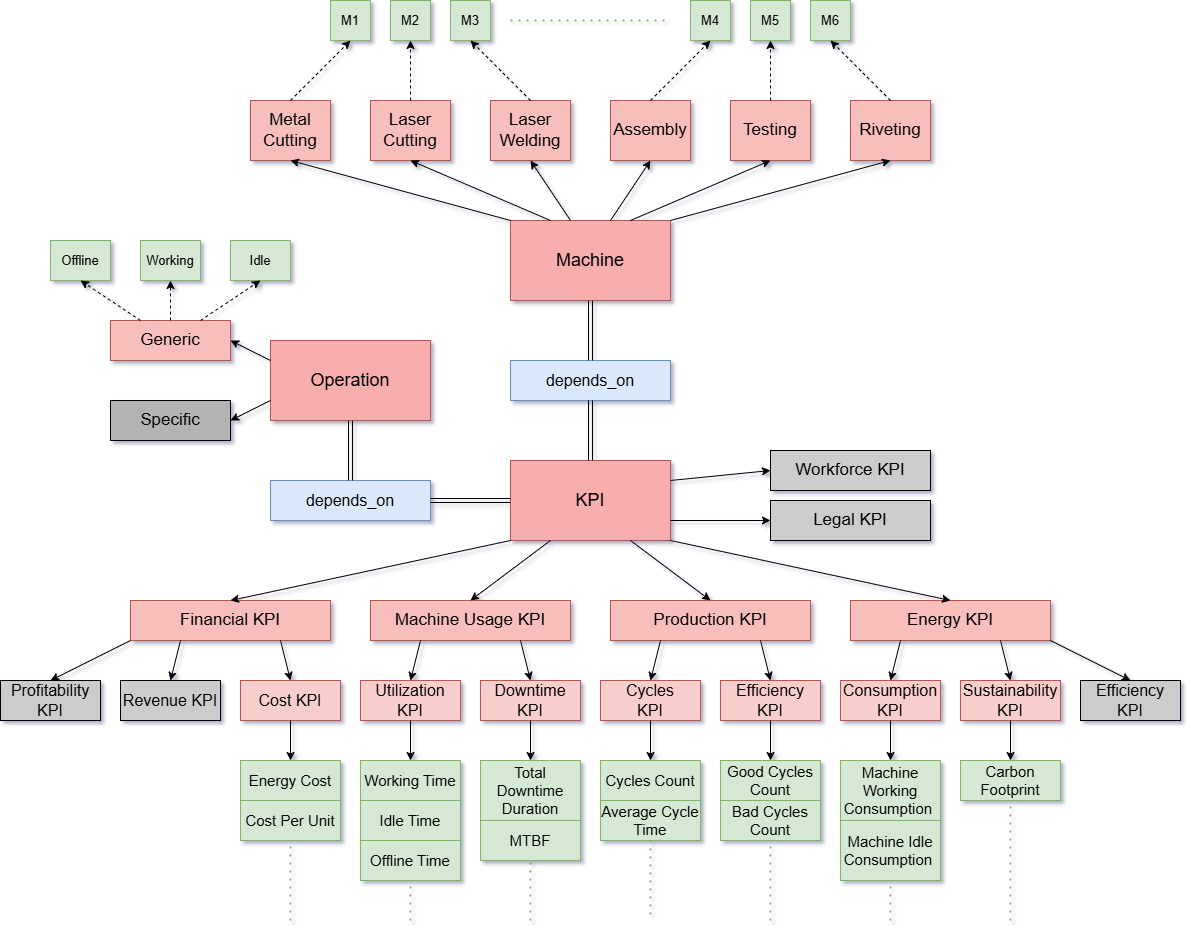 M1
M2
M3
M4
M5
M6
Metal
Cutting
Laser
Cutting
Laser
Welding
Assembly
Testing
Riveting
Machine
Offline
Working
Idle
Generic
Operation
Specific
depends_on
depends_on
KPI
Workforce KPI
Legal KPI
Financial KPI
Machine Usage KPI
Production KPI
Energy KPI
Profitability
KPI
Revenue KPI
Cost KPI
Utilization
KPI
Downtime
KPI
Cycles
KPI
Efficiency
KPI
Consumption
KPI
Sustainability
KPI
Efficiency
KPI
Energy Cost
Cost Per Unit
Working Time
Idle Time
Offline Time
Total
Downtime
Duration
MTBF
Cycles Count
Average Cycle
Time
Good Cycles
Count
Bad Cycles
Count
Machine
Working
Consumption
Machine Idle
Consumption
Carbon
Footprint